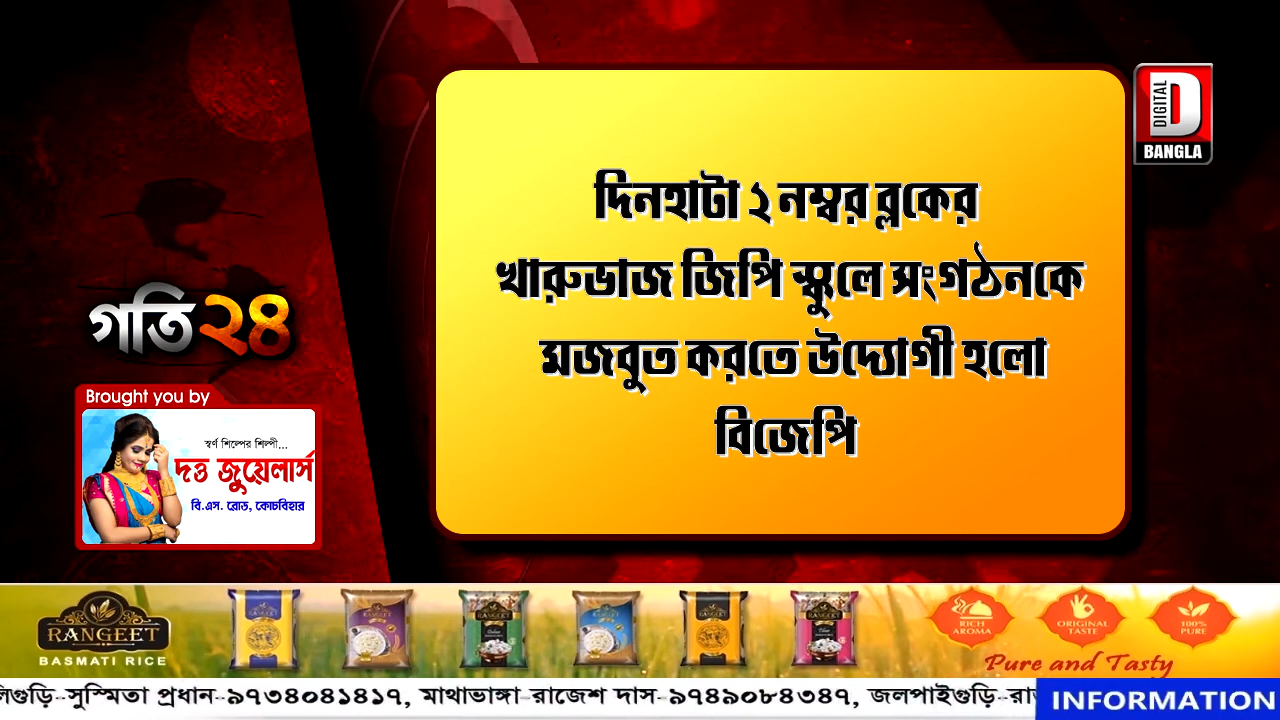 DIGITAL
D
BANGLA
দিনহাটা ২ নম্বর ব্লকের
খারুভাজ জিপি স্কুলে সংগঠনকে
মজবুত করতে উদ্যোগী হলো
বিজেপি
গতি ২৪
Brought you by
স্বর্ণ শিল্পের শিল্পী...
দত্ত জুয়েলার্স
বি.এস. রোড, কোচবিহার
RANGEET
BASMATI RICE
RANGEET
RICH
AROMA
ORIGINAL
TASTE
100%
PURE
Pure and Tasty
লিগুড়ি-সুস্মিতা প্রধান-৯৭৩৪০৪১৪১৭, মাথাভাঙ্গা-রাজেশ দাস-৯৭৪৯০৮৪৩৪৭, জলপাইগুড়ি-রা
INFORMATION